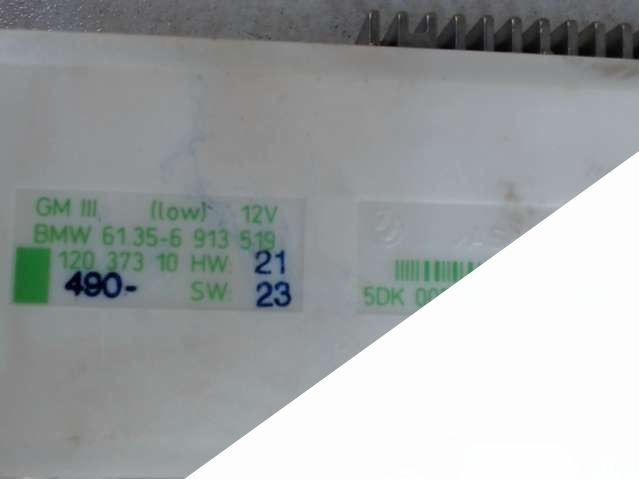 GM III (low) 12V
BMW 61.35-6 913 519
120 373 10 HW: 21
490- SW: 23
5DK